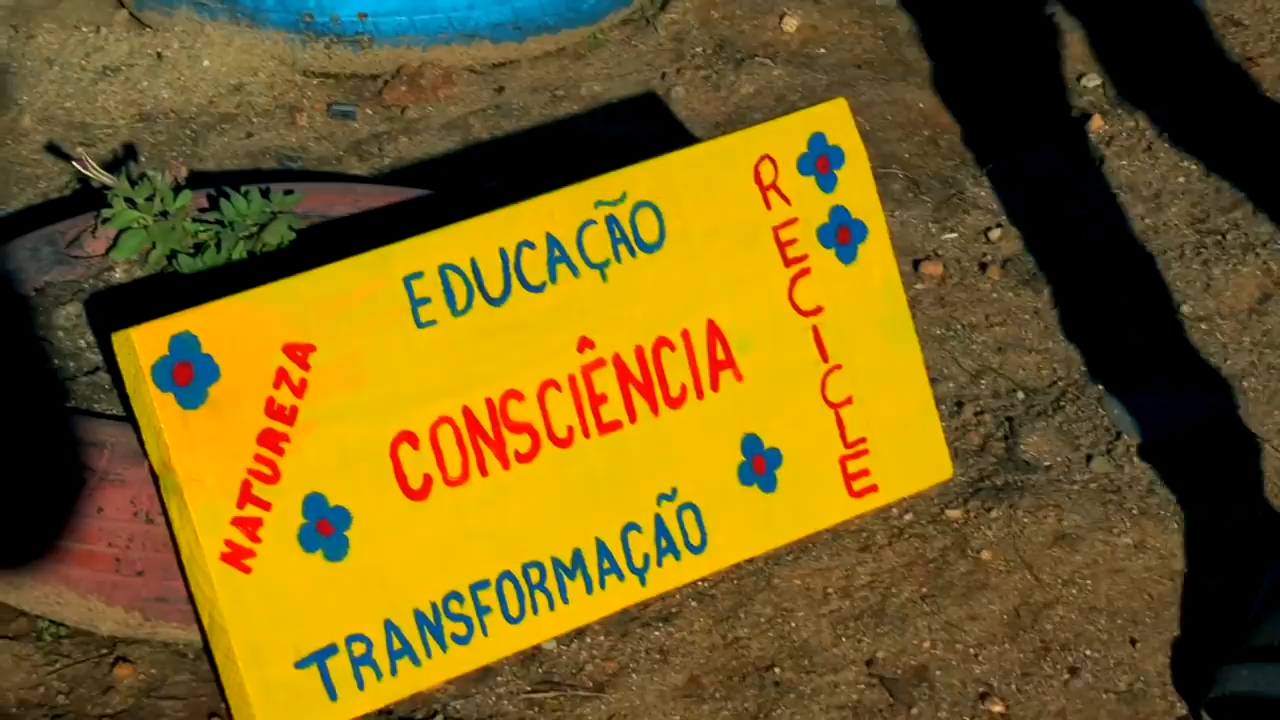 EDUCAÇÃO
CONSCIÊNCIA
TRANSFORMAÇÃO
NATUREZA
RECICLE